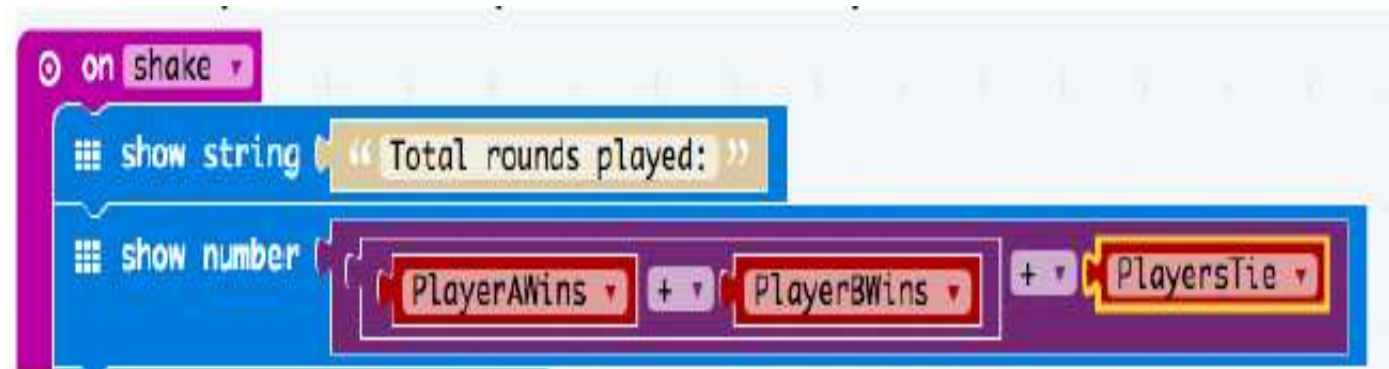 on shake
show string “ Total rounds played: ”
show number PlayerAWins + PlayerBWins + PlayersTie